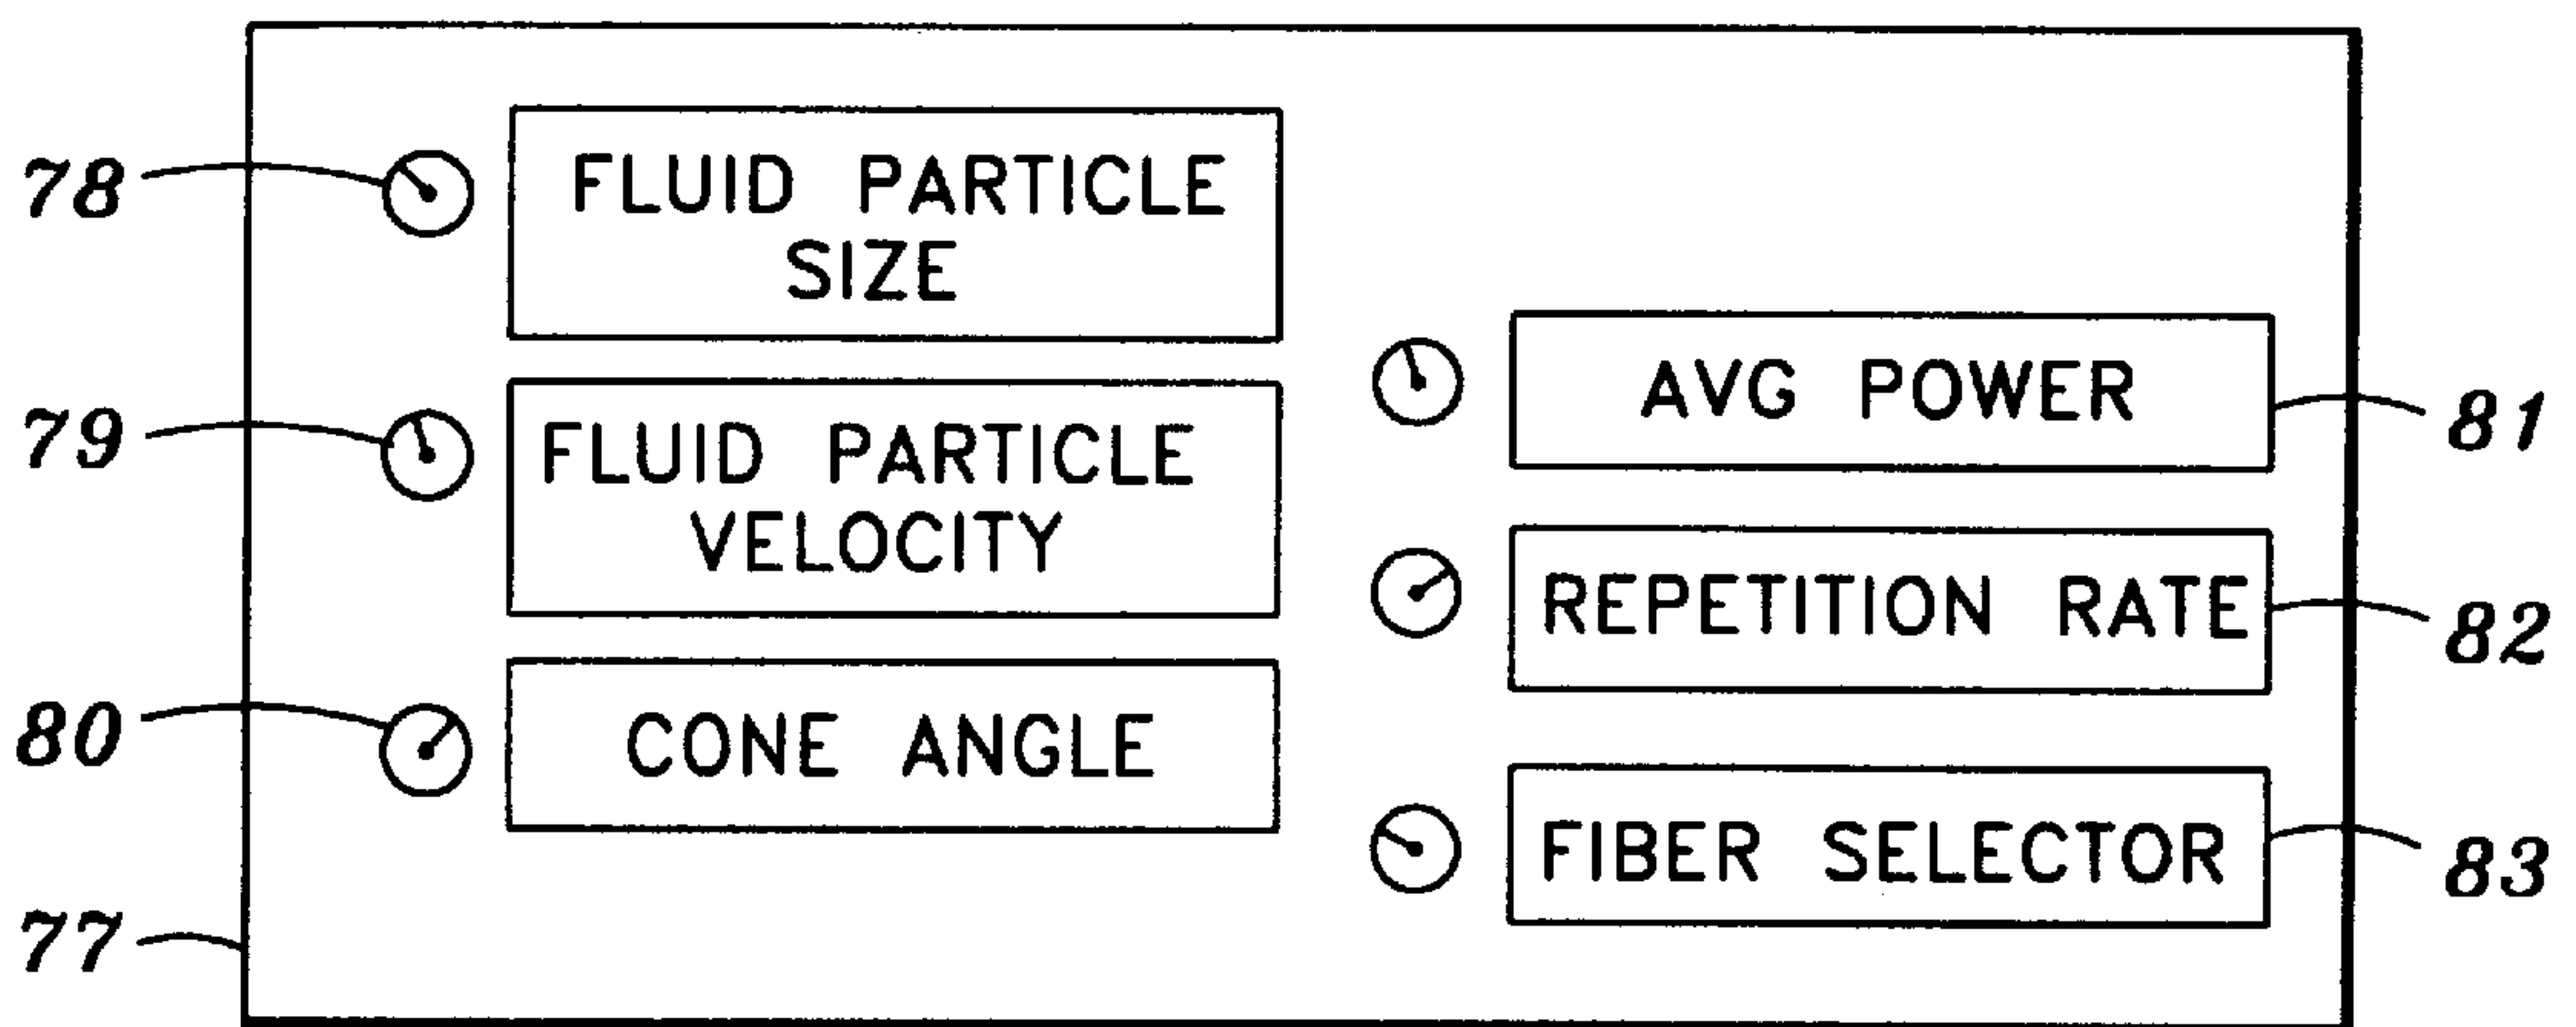 78
FLUID PARTICLE
SIZE
79
FLUID PARTICLE
VELOCITY
80
CONE ANGLE
77
AVG POWER
81
REPETITION RATE
82
FIBER SELECTOR
83